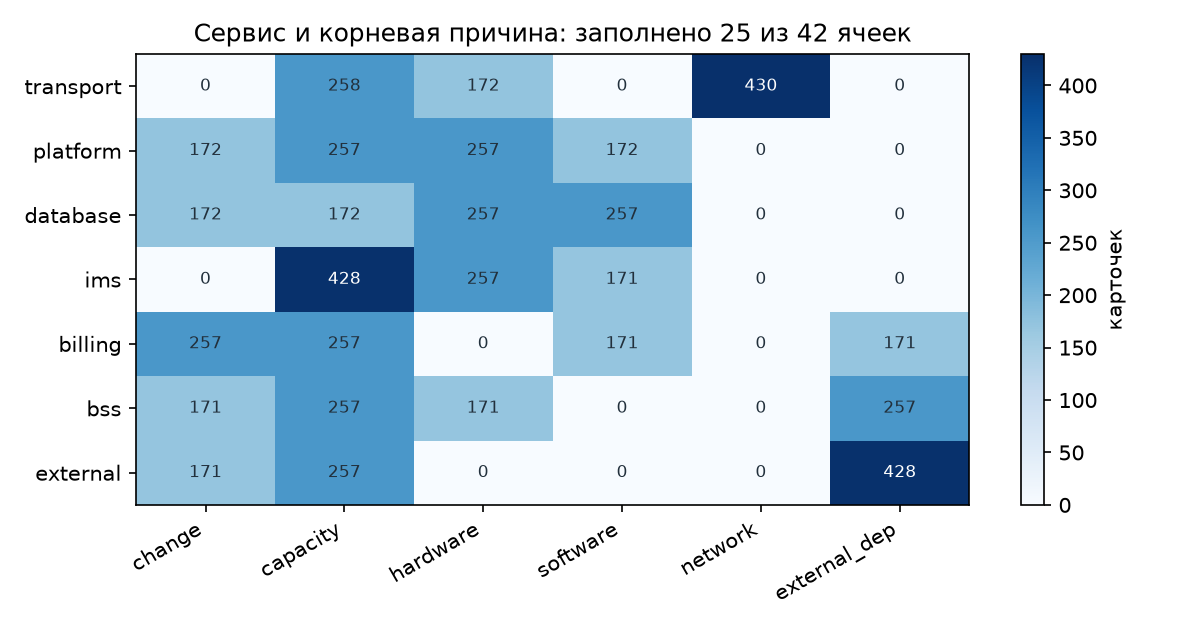 Сервис и корневая причина: заполнено 25 из 42 ячеек
transport 0 258 172 0 430 0
platform 172 257 257 172 0 0
database 172 172 257 257 0 0
ims 0 428 257 171 0 0
billing 257 257 0 171 0 171
bss 171 257 171 0 0 257
external 171 257 0 0 0 428
change capacity hardware software network external_dep
400
350
300
250
200
150
100
50
0
карточек